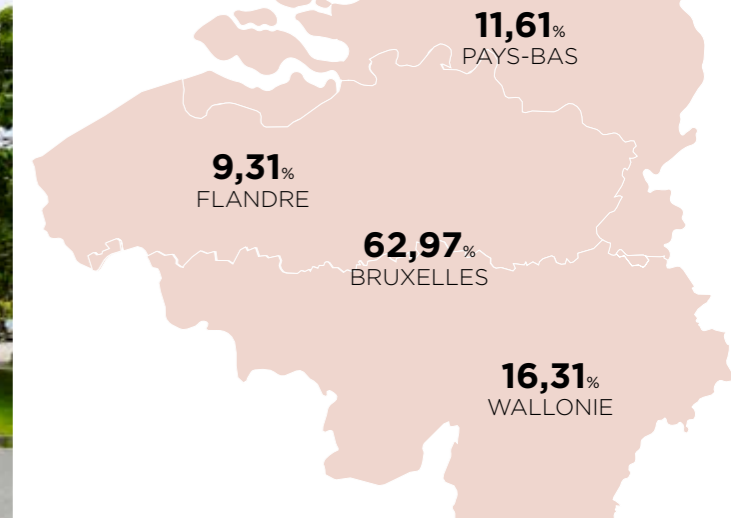 11,61%
PAYS-BAS
9,31%
FLANDRE
62,97%
BRUXELLES
16,31%
WALLONIE